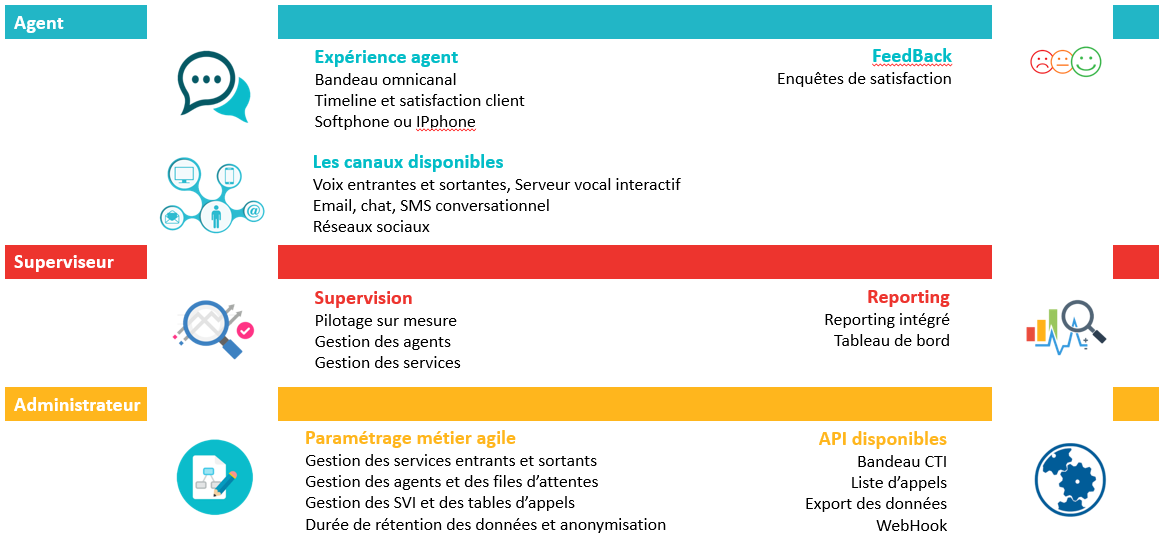 Agent
Expérience agent
Bandeau omnicanal
Timeline et satisfaction client
Softphone ou IPphone
FeedBack
Enquêtes de satisfaction
Les canaux disponibles
Voix entrantes et sortantes, Serveur vocal interactif
Email, chat, SMS conversationnel
Réseaux sociaux
@
Superviseur
Supervision
Pilotage sur mesure
Gestion des agents
Gestion des services
Reporting
Reporting intégré
Tableau de bord
Administrateur
Paramétrage métier agile
Gestion des services entrants et sortants
Gestion des agents et des files d’attentes
Gestion des SVI et des tables d’appels
Durée de rétention des données et anonymisation
API disponibles
Bandeau CTI
Liste d’appels
Export des données
WebHook